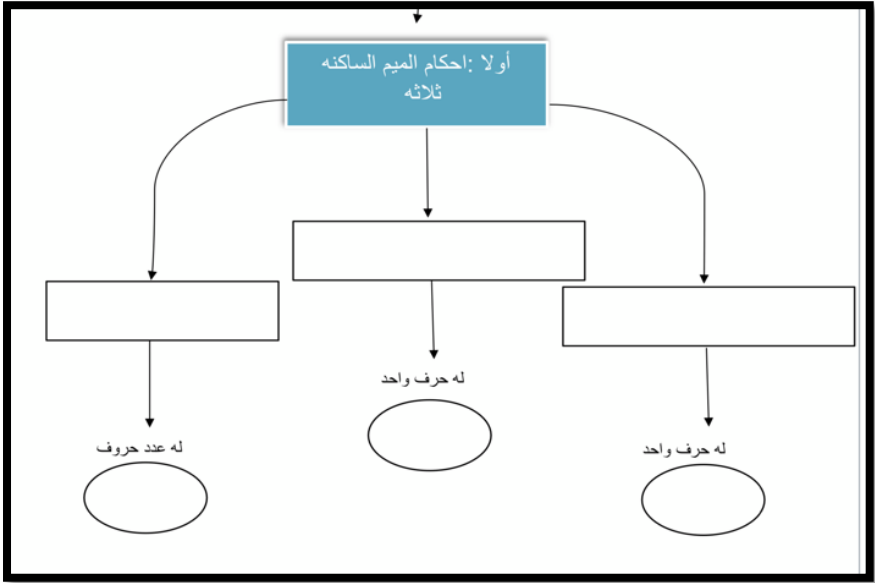 أولا :احكام الميم الساكنه
ثلاثه
له حرف واحد
له حرف واحد
له عدد حروف